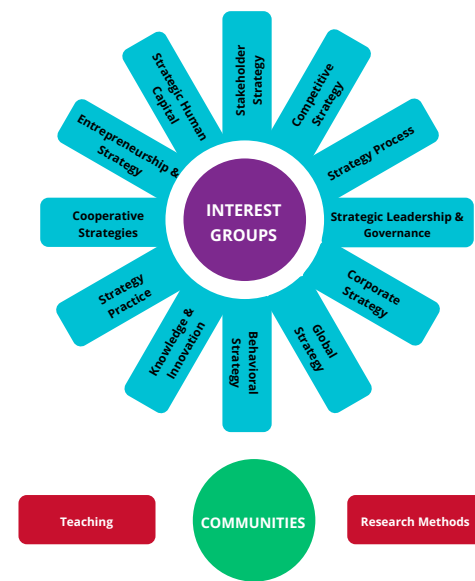 Stakeholder
Strategy
Competitive
Strategy
Strategy Process
Strategic Leadership &
Governance
Corporate
Strategy
Global
Strategy
Behavioral
Strategy
Knowledge &
Innovation
Strategy
Practice
Cooperative
Strategies
Entrepreneurship &
Strategy
Strategic Human
Capital
INTEREST
GROUPS
Teaching
COMMUNITIES
Research Methods